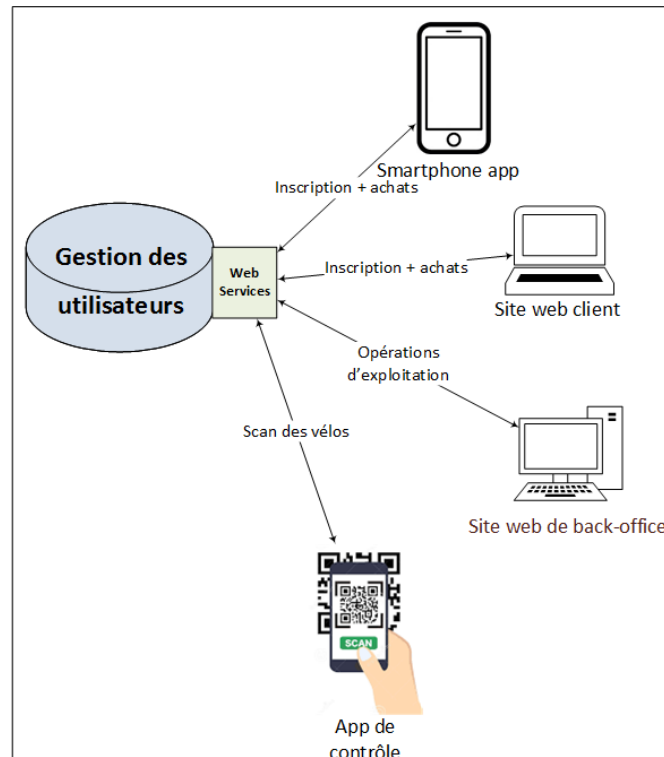 Smartphone app
Inscription + achats
Gestion des
utilisateurs
Web
Services
Inscription + achats
Site web client
Opérations
d'exploitation
Scan des vélos
Site web de back-office
SCAN
App de
contrôle